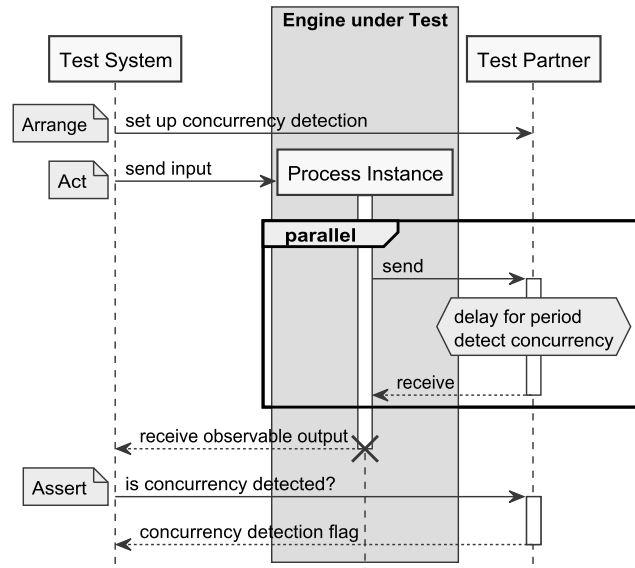 Engine under Test
Test System
Test Partner
Arrange
set up concurrency detection
Act
send input
Process Instance
parallel
send
delay for period
detect concurrency
receive
receive observable output
Assert
is concurrency detected?
concurrency detection flag